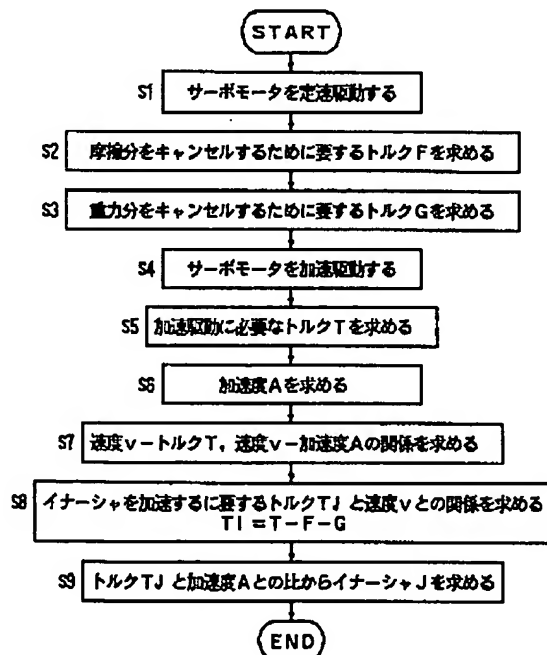 START
S1 サーボモータを定速駆動する
S2 摩擦分をキャンセルするために要するトルクFを求める
S3 重力分をキャンセルするために要するトルクGを求める
S4 サーボモータを加速駆動する
S5 加速駆動に必要なトルクTを求める
S6 加速度Aを求める
S7 速度v－トルクT，速度v－加速度Aの関係を求める
S8 イナーシャを加速するに要するトルクTJと速度vとの関係を求める
TI＝T－F－G
S9 トルクTJと加速度Aとの比からイナーシャJを求める
END